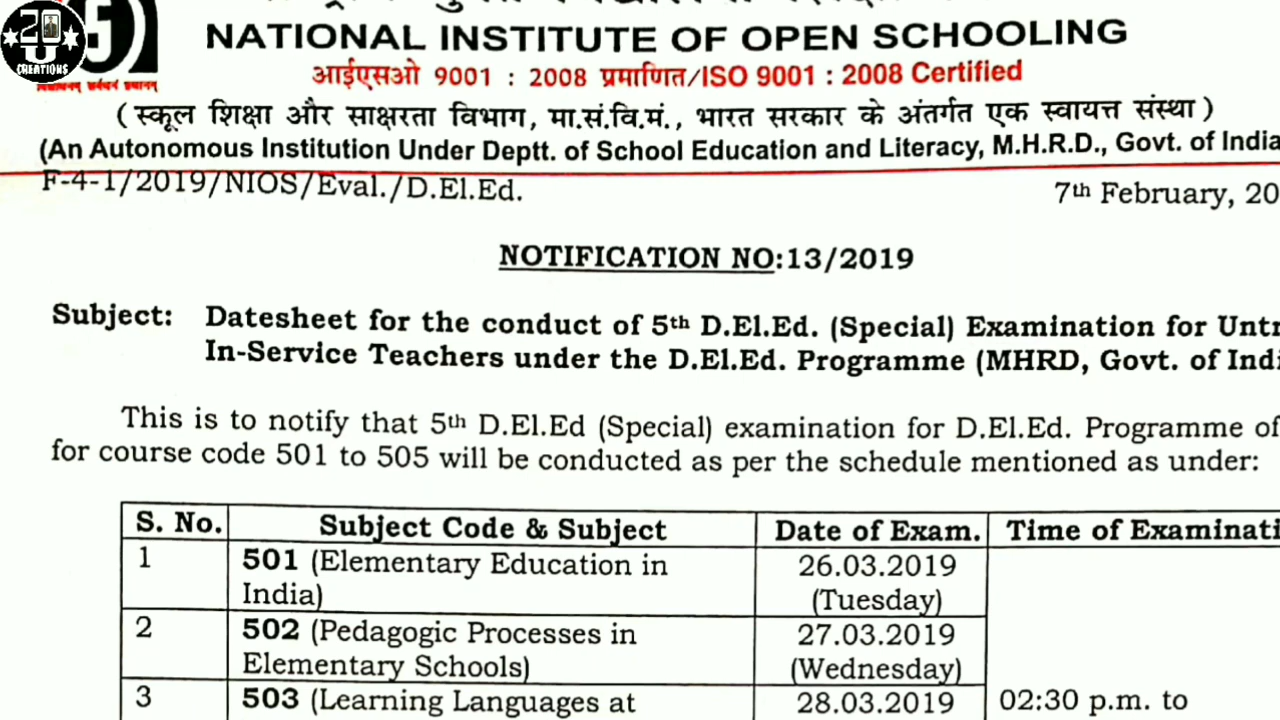 20
U
CREATIONS
NATIONAL INSTITUTE OF OPEN SCHOOLING
आईएसओ 9001 : 2008 प्रमाणित/ISO 9001 : 2008 Certified
(स्कूल शिक्षा और साक्षरता विभाग, मा.सं.वि.मं., भारत सरकार के अंतर्गत एक स्वायत्त संस्था)
(An Autonomous Institution Under Deptt. of School Education and Literacy, M.H.R.D., Govt. of India
F-4-1/2019/NIOS/Eval./D.El.Ed.
7th February, 20
NOTIFICATION NO:13/2019
Subject: Datesheet for the conduct of 5th D.El.Ed. (Special) Examination for Untr
In-Service Teachers under the D.El.Ed. Programme (MHRD, Govt. of Indi
This is to notify that 5th D.El.Ed (Special) examination for D.El.Ed. Programme of
for course code 501 to 505 will be conducted as per the schedule mentioned as under:
S. No. Subject Code & Subject Date of Exam. Time of Examinati
1 501 (Elementary Education in 26.03.2019
India) (Tuesday)
2 502 (Pedagogic Processes in 27.03.2019
Elementary Schools) (Wednesday)
3 503 (Learning Languages at 28.03.2019 02:30 p.m. to